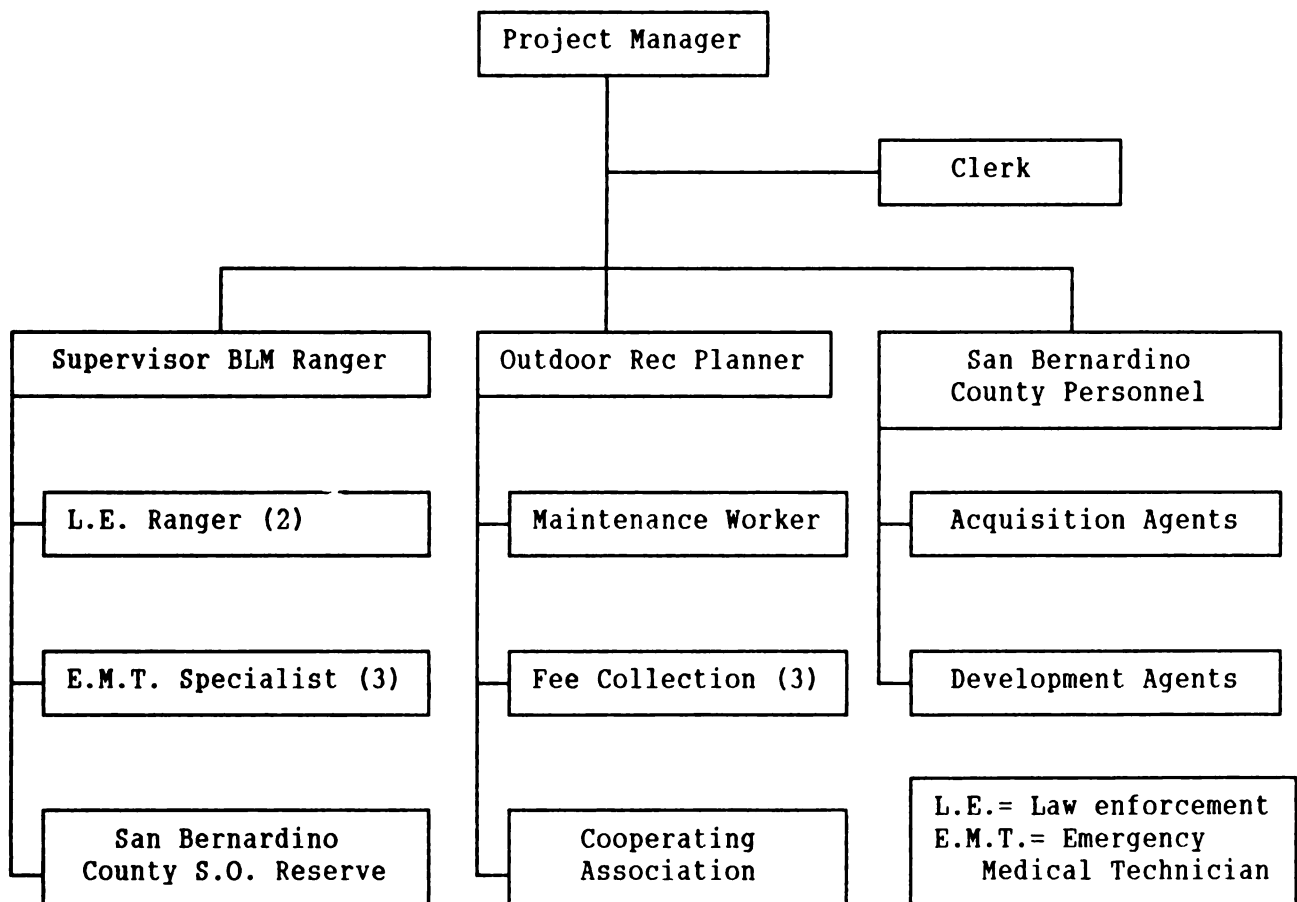 Project Manager
Clerk
Supervisor BLM Ranger
Outdoor Rec Planner
San Bernardino
County Personnel
L.E. Ranger (2)
Maintenance Worker
Acquisition Agents
E.M.T. Specialist (3)
Fee Collection (3)
Development Agents
San Bernardino
County S.O. Reserve
Cooperating
Association
L.E.= Law enforcement
E.M.T.= Emergency
Medical Technician